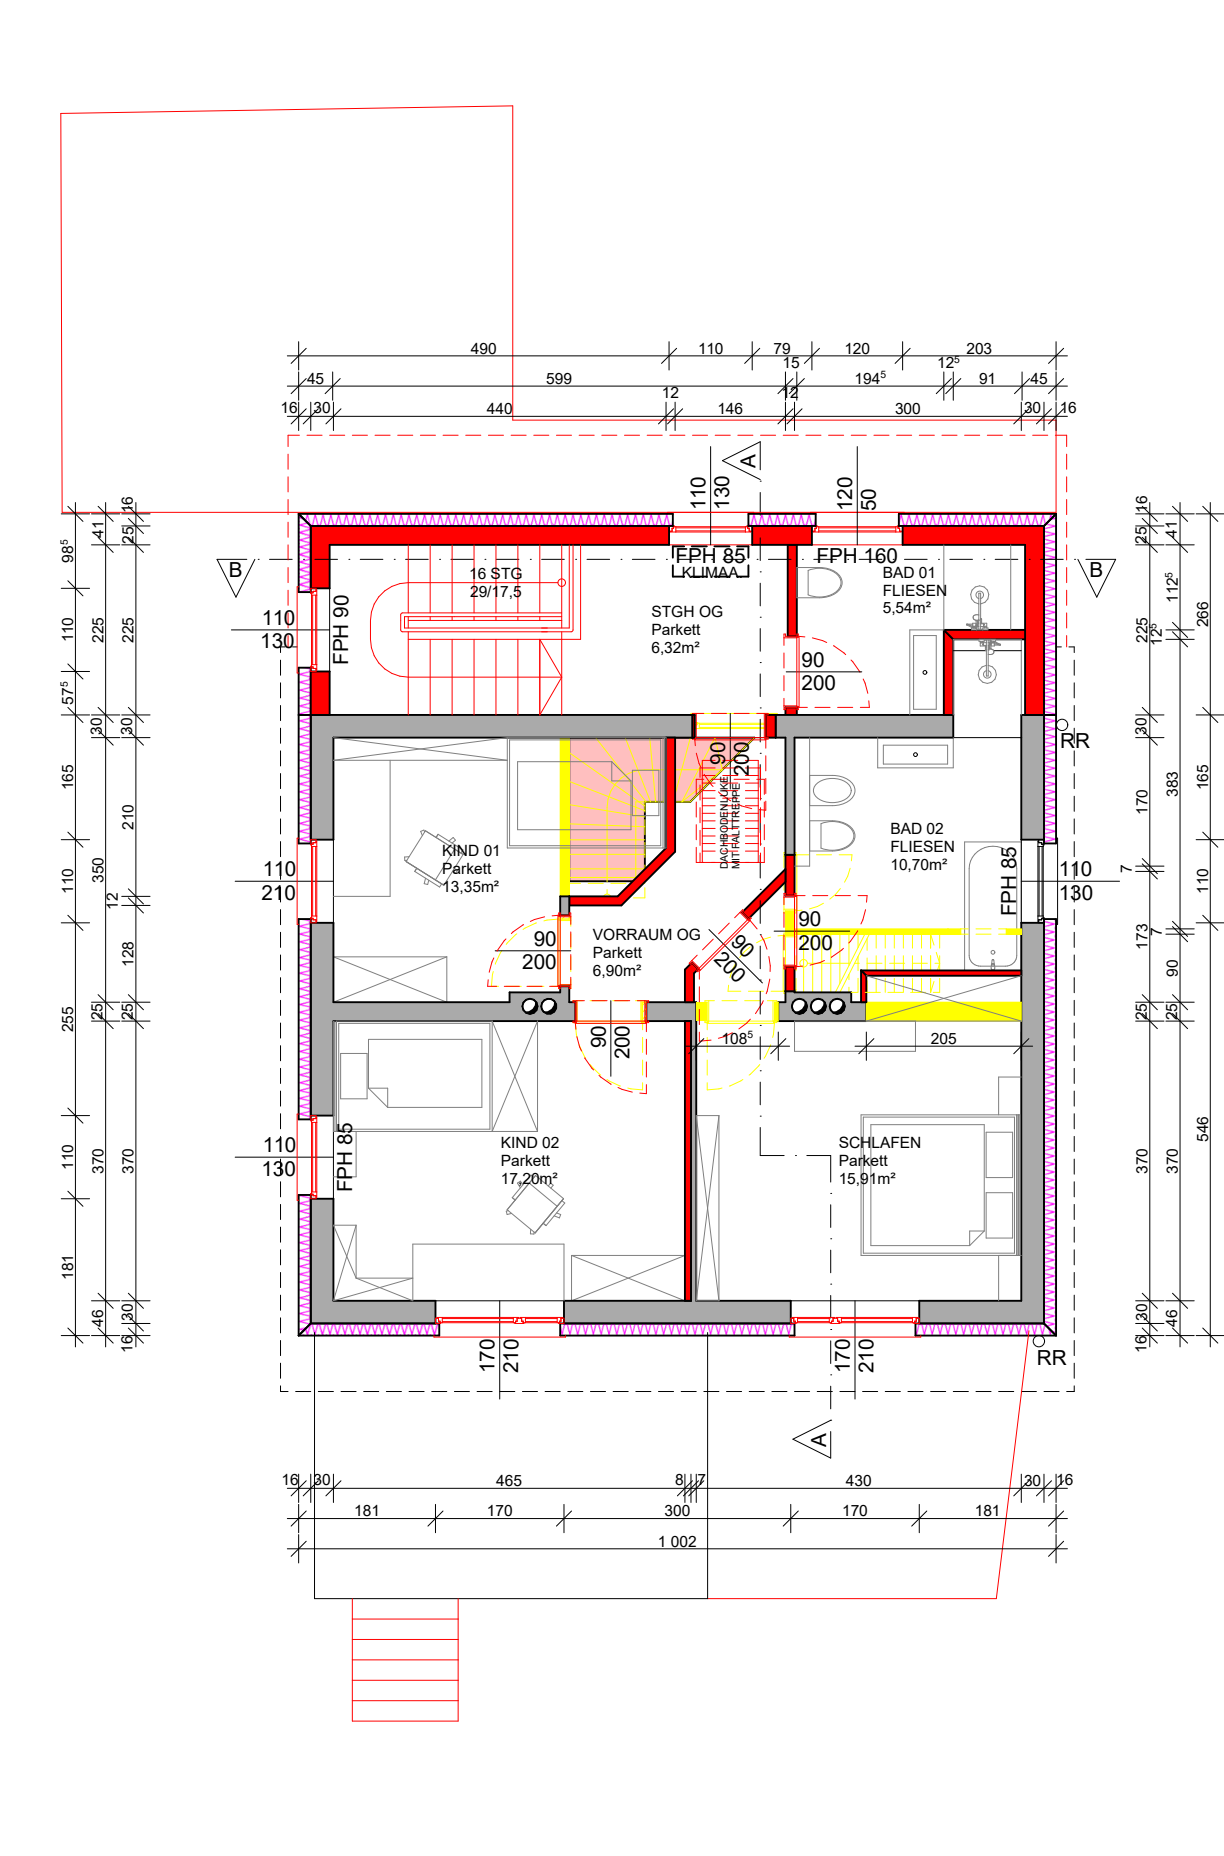 490 110 79 120 203
15 12⁵
45 599 194⁵ 91 45
12 12
16 30 440 146 300 30 16
A
110
130
120
50
B
B
FPH 85
KLIMAA.
FPH 160
16 STG
29/17,5
BAD 01
FLIESEN
5,54m²
STGH OG
Parkett
6,32m²
110
130
FPH 90
90
200
RR
90
200
DACHBODENLUKE
MIT FALTTREPPE
KIND 01
Parkett
13,35m²
BAD 02
FLIESEN
10,70m²
110
210
FPH 85
110
130
VORRAUM OG
Parkett
6,90m²
90
200
90
200
90
200
90
200
108⁵
205
110
130
FPH 85
KIND 02
Parkett
17,20m²
SCHLAFEN
Parkett
15,91m²
170
210
170
210
RR
A
98⁵
110
57⁵
30
165
110
255
110
181
41
225
350
25
370
46
16
25
225
30
210
12
128
25
370
30
16
16
25
225
30
170
7
173
25
370
30
16
41
112⁵
12⁵
383
7
90
25
370
46
266
165
110
546
16 30 465 8 7 430 30 16
181 170 300 170 181
1 002